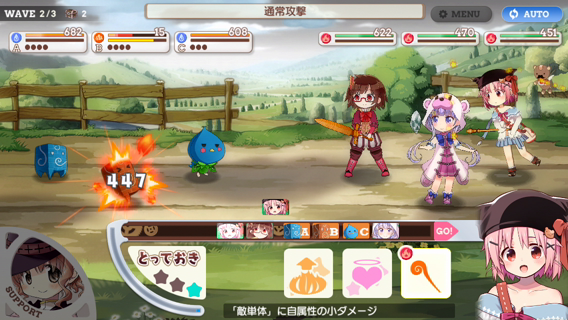 WAVE 2/3 2
通常攻撃
MENU
AUTO
682
A
15
B
608
C
622
470
451
447
A B C GO!
とっておき
SUPPORT
「敵単体」に自属性の小ダメージ